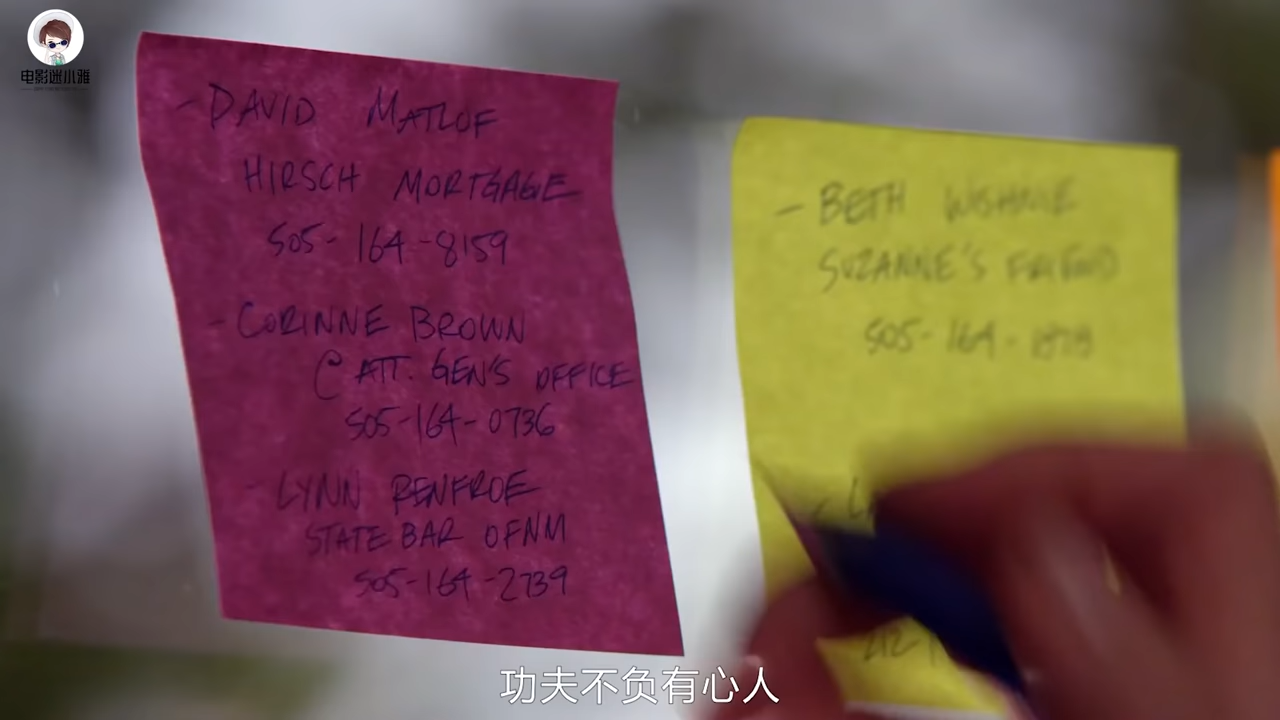 电影迷小雅
- DAVID MATLOF
HIRSCH MORTGAGE
505-164-8159
- CORINNE BROWN
@ ATT. GEN'S OFFICE
505-164-0736
- LYNN RENFROE
STATE BAR OF NM
505-164-2739
- BETH
SUZANNE'S FRIEND
505-164-
功夫不负有心人